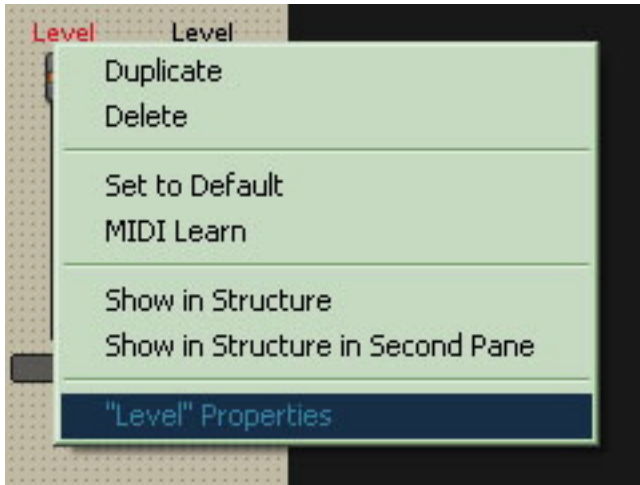 Level Level
Duplicate
Delete
Set to Default
MIDI Learn
Show in Structure
Show in Structure in Second Pane
"Level" Properties